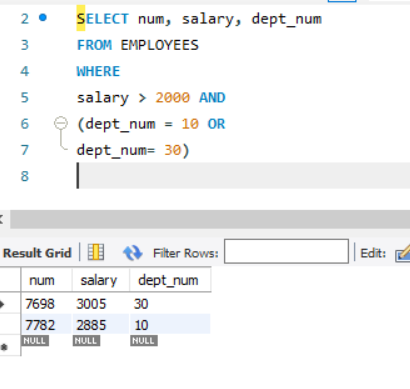 2 SELECT num, salary, dept_num
3 FROM EMPLOYEES
4 WHERE
5 salary > 2000 AND
6 (dept_num = 10 OR
7 dept_num= 30)
8
Result Grid Filter Rows: Edit:
num salary dept_num
7698 3005 30
7782 2885 10
NULL NULL NULL